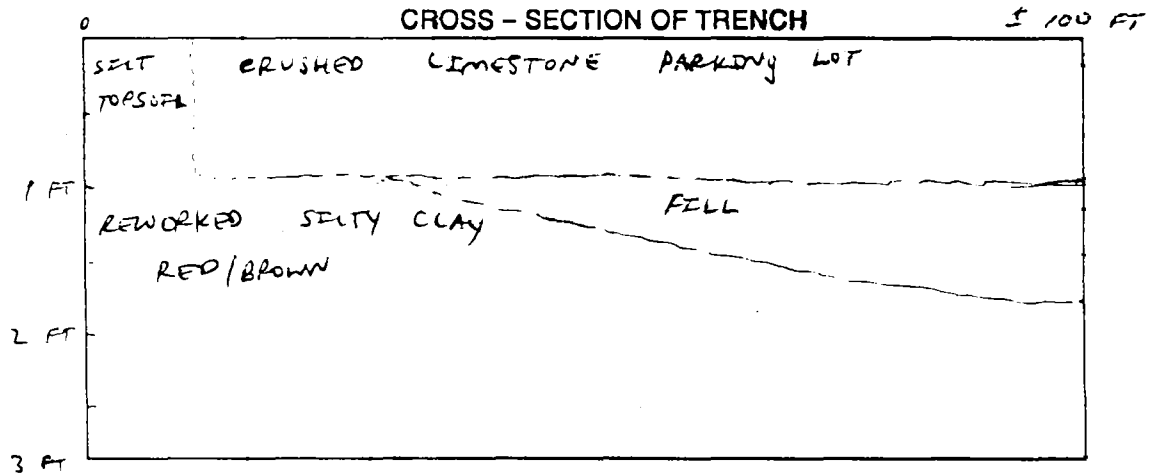 0 CROSS – SECTION OF TRENCH ± 100 FT
SILT CRUSHED LIMESTONE PARKING LOT
TOPSOIL
1 FT
FILL
REWORKED SILTY CLAY
RED/BROWN
2 FT
3 FT